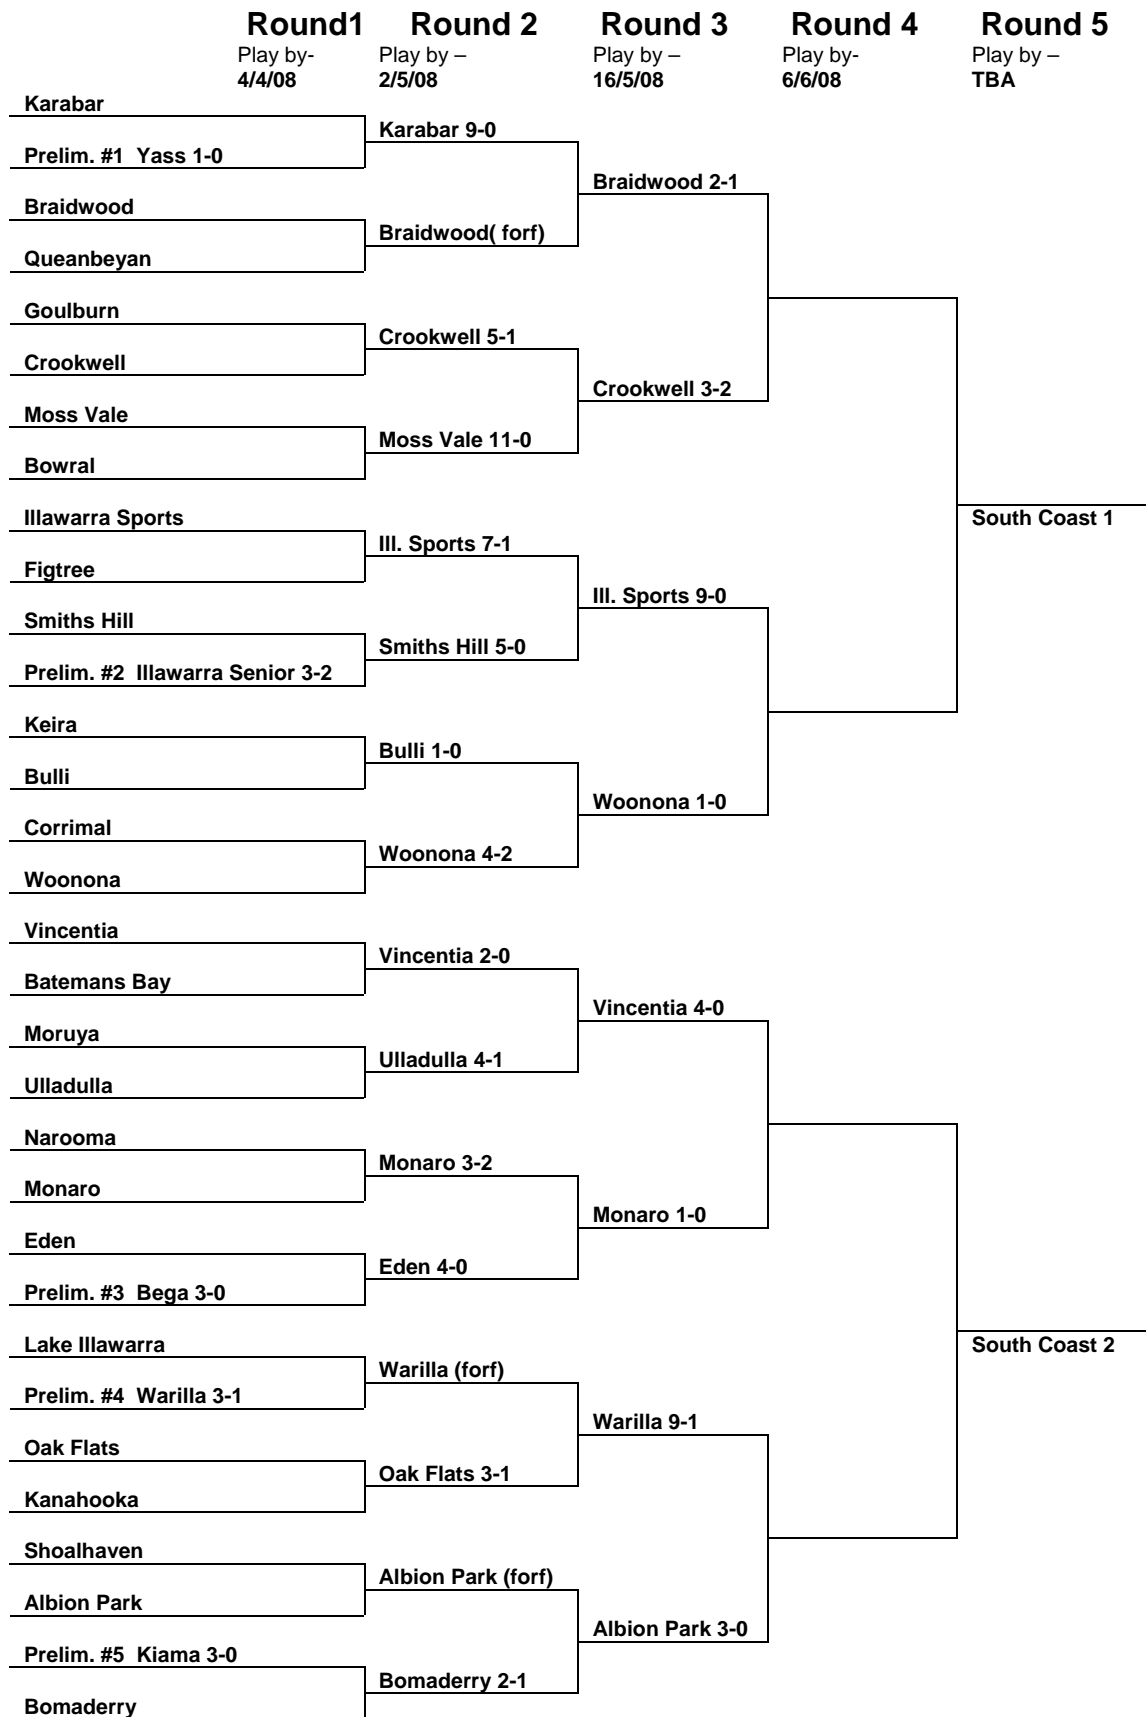 Round1 Round 2 Round 3 Round 4 Round 5
Play by- Play by – Play by – Play by- Play by –
4/4/08 2/5/08 16/5/08 6/6/08 TBA
Karabar
Karabar 9-0
Prelim. #1 Yass 1-0
Braidwood 2-1
Braidwood
Braidwood( forf)
Queanbeyan
Goulburn
Crookwell 5-1
Crookwell
Crookwell 3-2
Moss Vale
Moss Vale 11-0
Bowral
Illawarra Sports
South Coast 1
Ill. Sports 7-1
Figtree
Ill. Sports 9-0
Smiths Hill
Smiths Hill 5-0
Prelim. #2 Illawarra Senior 3-2
Keira
Bulli 1-0
Bulli
Woonona 1-0
Corrimal
Woonona 4-2
Woonona
Vincentia
Vincentia 2-0
Batemans Bay
Vincentia 4-0
Moruya
Ulladulla 4-1
Ulladulla
Narooma
Monaro 3-2
Monaro
Monaro 1-0
Eden
Eden 4-0
Prelim. #3 Bega 3-0
Lake Illawarra
South Coast 2
Warilla (forf)
Prelim. #4 Warilla 3-1
Warilla 9-1
Oak Flats
Oak Flats 3-1
Kanahooka
Shoalhaven
Albion Park (forf)
Albion Park
Albion Park 3-0
Prelim. #5 Kiama 3-0
Bomaderry 2-1
Bomaderry